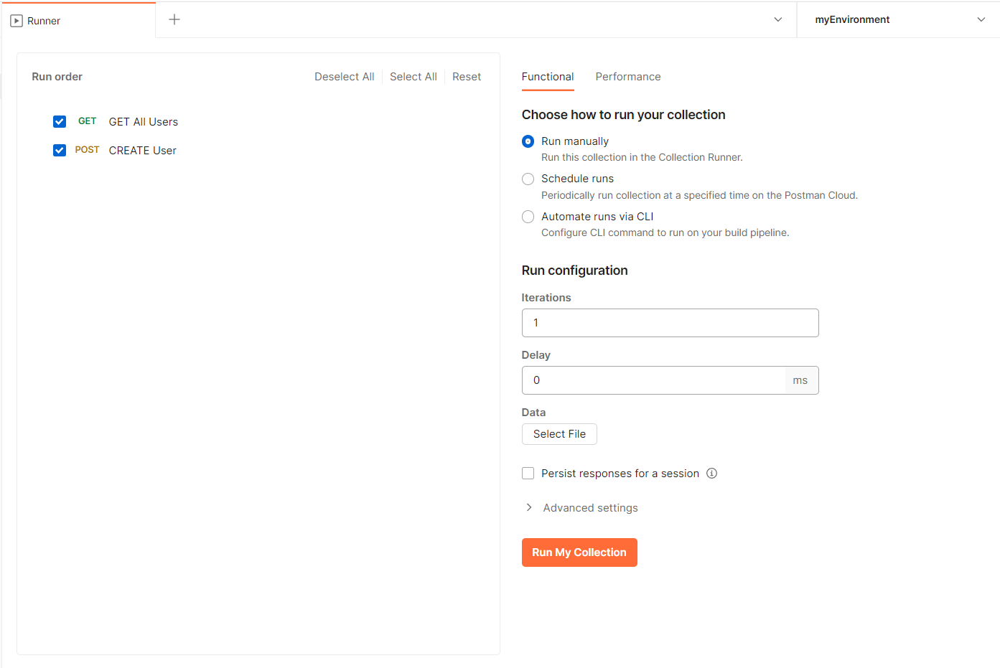 Runner
myEnvironment
Run order
Deselect All
Select All
Reset
GET GET All Users
POST CREATE User
Functional
Performance
Choose how to run your collection
Run manually
Run this collection in the Collection Runner.
Schedule runs
Periodically run collection at a specified time on the Postman Cloud.
Automate runs via CLI
Configure CLI command to run on your build pipeline.
Run configuration
Iterations
1
Delay
0 ms
Data
Select File
Persist responses for a session
Advanced settings
Run My Collection